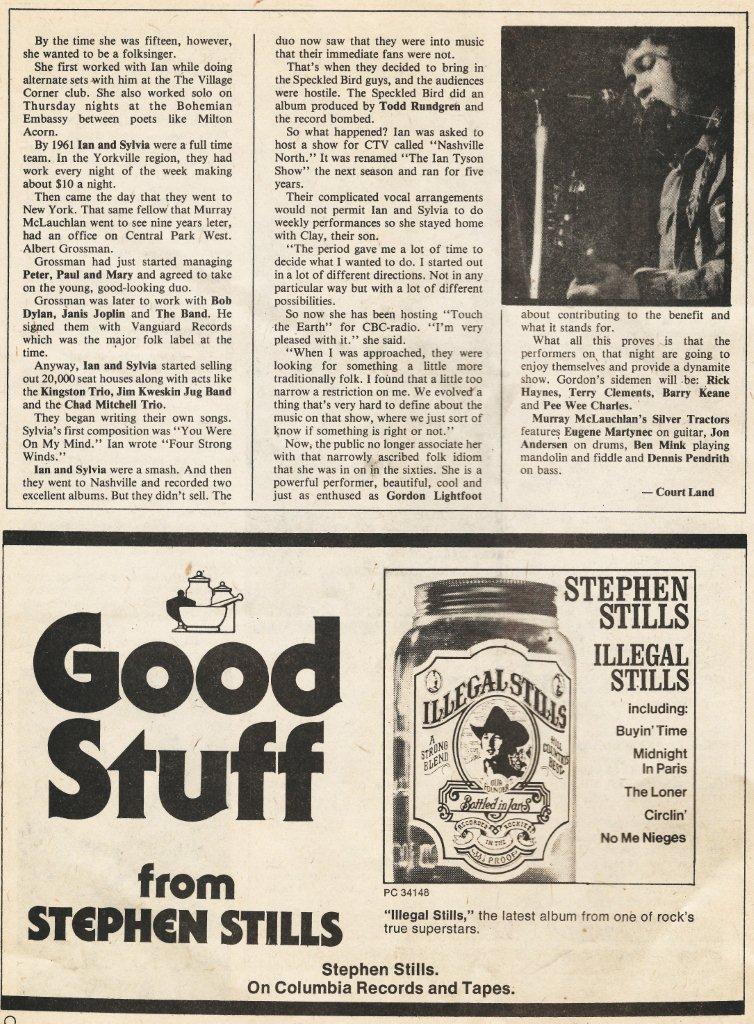 By the time she was fifteen, however,
she wanted to be a folksinger.
She first worked with Ian while doing
alternate sets with him at the The Village
Corner club. She also worked solo on
Thursday nights at the Bohemian
Embassy between poets like Milton
Acorn.
By 1961 Ian and Sylvia were a full time
team. In the Yorkville region, they had
work every night of the week making
about $10 a night.
Then came the day that they went to
New York. That same fellow that Murray
McLauchlan went to see nine years leter,
had an office on Central Park West.
Albert Grossman.
Grossman had just started managing
Peter, Paul and Mary and agreed to take
on the young, good-looking duo.
Grossman was later to work with Bob
Dylan, Janis Joplin and The Band. He
signed them with Vanguard Records
which was the major folk label at the
time.
Anyway, Ian and Sylvia started selling
out 20,000 seat houses along with acts like
the Kingston Trio, Jim Kweskin Jug Band
and the Chad Mitchell Trio.
They began writing their own songs.
Sylvia's first composition was "You Were
On My Mind." Ian wrote "Four Strong
Winds."
Ian and Sylvia were a smash. And then
they went to Nashville and recorded two
excellent albums. But they didn't sell. The
duo now saw that they were into music
that their immediate fans were not.
That's when they decided to bring in
the Speckled Bird guys, and the audiences
were hostile. The Speckled Bird did an
album produced by Todd Rundgren and
the record bombed.
So what happened? Ian was asked to
host a show for CTV called "Nashville
North." It was renamed "The Ian Tyson
Show" the next season and ran for five
years.
Their complicated vocal arrangements
would not permit Ian and Sylvia to do
weekly performances so she stayed home
with Clay, their son.
"The period gave me a lot of time to
decide what I wanted to do. I started out
in a lot of different directions. Not in any
particular way but with a lot of different
possibilities.
So now she has been hosting "Touch
the Earth" for CBC-radio. "I'm very
pleased with it." she said.
"When I was approached, they were
looking for something a little more
traditionally folk. I found that a little too
narrow a restriction on me. We evolved a
thing that's very hard to define about the
music on that show, where we just sort of
know if something is right or not."
Now, the public no longer associate her
with that narrowly ascribed folk idiom
that she was in on in the sixties. She is a
powerful performer, beautiful, cool and
just as enthused as Gordon Lightfoot
about contributing to the benefit and
what it stands for.
What all this proves is that the
performers on that night are going to
enjoy themselves and provide a dynamite
show. Gordon's sidemen will be: Rick
Haynes, Terry Clements, Barry Keane
and Pee Wee Charles.
Murray McLauchlan's Silver Tractors
features Eugene Martynec on guitar, Jon
Andersen on drums, Ben Mink playing
mandolin and fiddle and Dennis Pendrith
on bass.
— Court Land
Good
Stuff
from
STEPHEN STILLS
ILLEGAL STILLS
A
STRONG
BLEND
OUR
FOUNDER
Bottled in Jars
RECORDED
IN THE
ROCKIES
PROOF
PC 34148
STEPHEN
STILLS
ILLEGAL
STILLS
including:
Buyin' Time
Midnight
In Paris
The Loner
Circlin'
No Me Nieges
"Illegal Stills," the latest album from one of rock's
true superstars.
Stephen Stills.
On Columbia Records and Tapes.